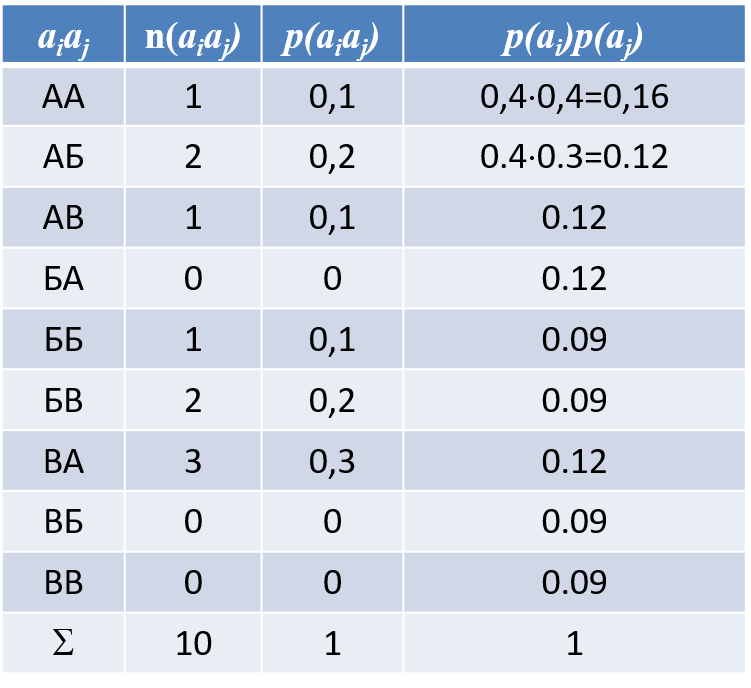 aᵢaⱼ n(aᵢaⱼ) p(aᵢaⱼ) p(aᵢ)p(aⱼ)
АА 1 0,1 0,4·0,4=0,16
АБ 2 0,2 0.4·0.3=0.12
АВ 1 0,1 0.12
БА 0 0 0.12
ББ 1 0,1 0.09
БВ 2 0,2 0.09
ВА 3 0,3 0.12
ВБ 0 0 0.09
ВВ 0 0 0.09
Σ 10 1 1